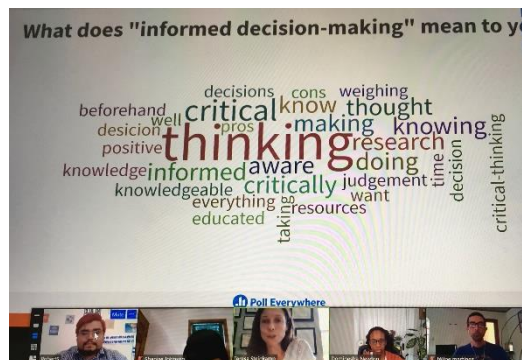 What does "informed decision-making" mean to yo
decisions cons weighing
beforehand well critical know thought
desicion pros making knowing
positive thinking research
knowledge informed aware doing
knowledgeable critically judgement
everything want
taking resources
educated
time
decision
critical-thinking
Poll Everywhere